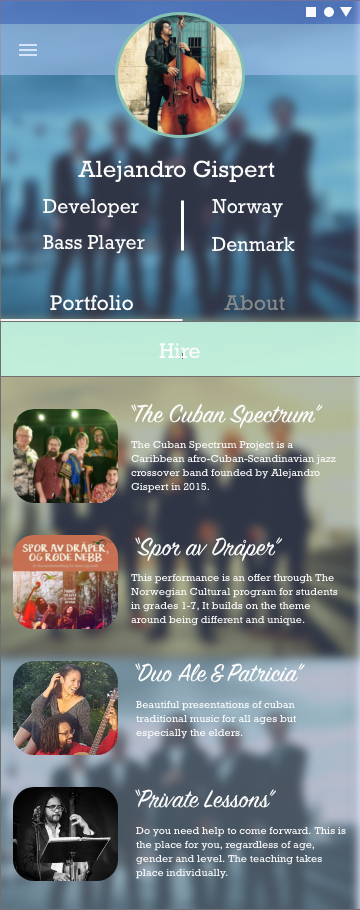 Alejandro Gispert
Developer
Norway
Bass Player
Denmark
Portfolio
About
Hire
"The Cuban Spectrum"
The Cuban Spectrum Project is a
Caribbean afro-Cuban-Scandinavian jazz
crossover band founded by Alejandro
Gispert in 2015.
SPOR AV DRÅPER,
OG RØDE NEBB
"Spor av Dråper"
This performance is an offer through The
Norwegian Cultural program for students
in grades 1-7, It builds on the theme
around being different and unique.
"Duo Ale & Patricia"
Beautiful presentations of cuban
traditional music for all ages but
especially the elders.
"Private Lessons"
Do you need help to come forward. This is
the place for you, regardless of age,
gender and level. The teaching takes
place individually.